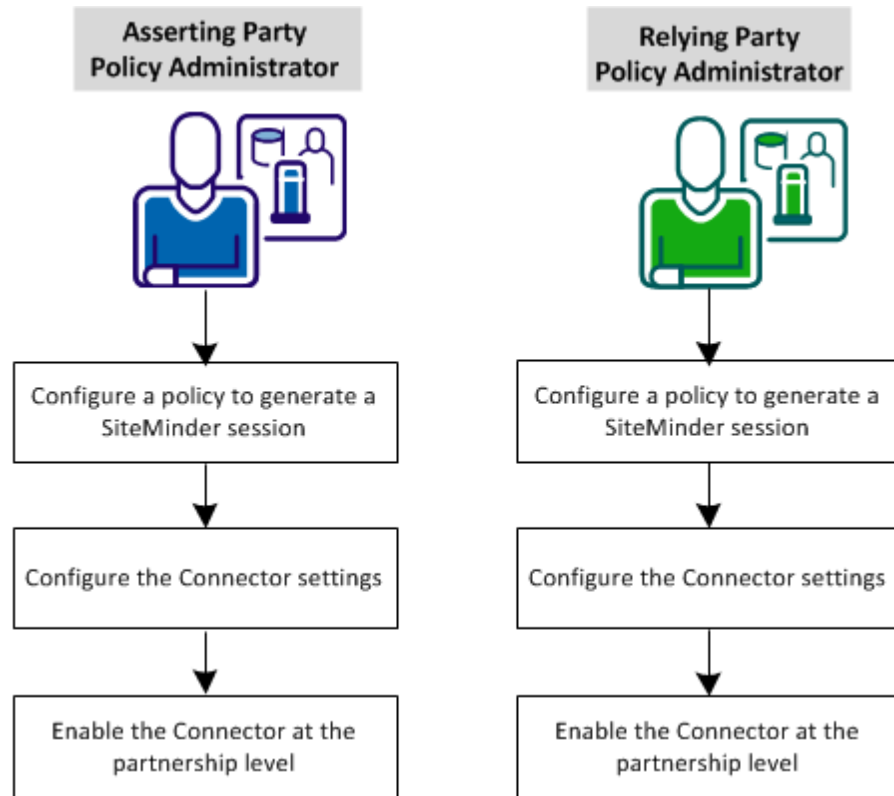 Asserting Party
Policy Administrator
Configure a policy to generate a
SiteMinder session
Configure the Connector settings
Enable the Connector at the
partnership level
Relying Party
Policy Administrator
Configure a policy to generate a
SiteMinder session
Configure the Connector settings
Enable the Connector at the
partnership level